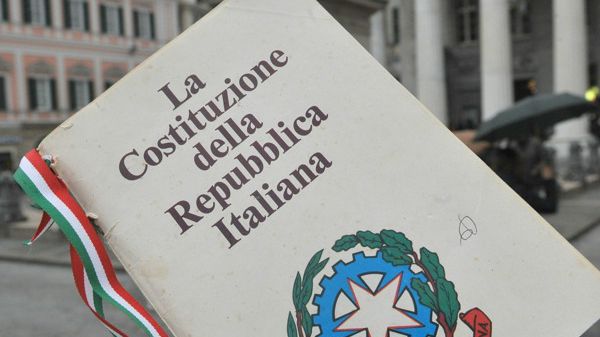 La
Costituzione
della
Repubblica
Italiana